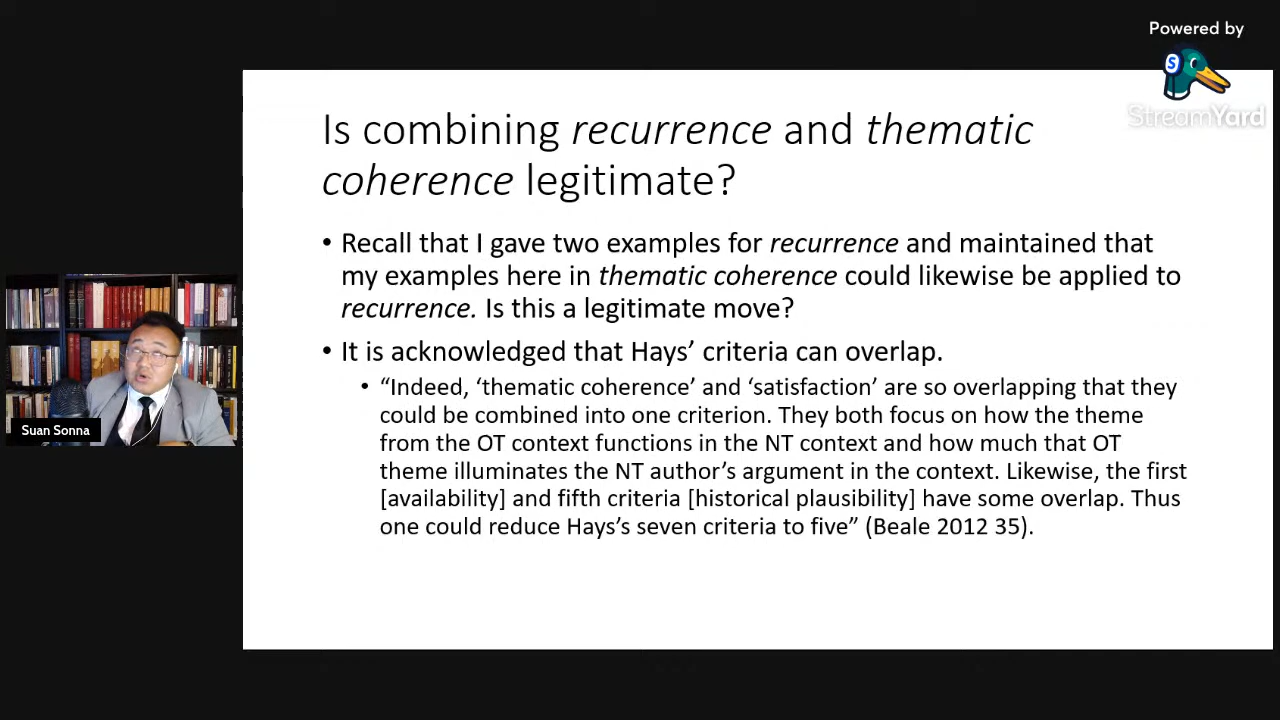 Powered by
S
StreamYard
Is combining recurrence and thematic
coherence legitimate?
• Recall that I gave two examples for recurrence and maintained that
my examples here in thematic coherence could likewise be applied to
recurrence. Is this a legitimate move?
• It is acknowledged that Hays’ criteria can overlap.
• “Indeed, ‘thematic coherence’ and ‘satisfaction’ are so overlapping that they
could be combined into one criterion. They both focus on how the theme
from the OT context functions in the NT context and how much that OT
theme illuminates the NT author’s argument in the context. Likewise, the first
[availability] and fifth criteria [historical plausibility] have some overlap. Thus
one could reduce Hays’s seven criteria to five” (Beale 2012 35).
Suan Sonna